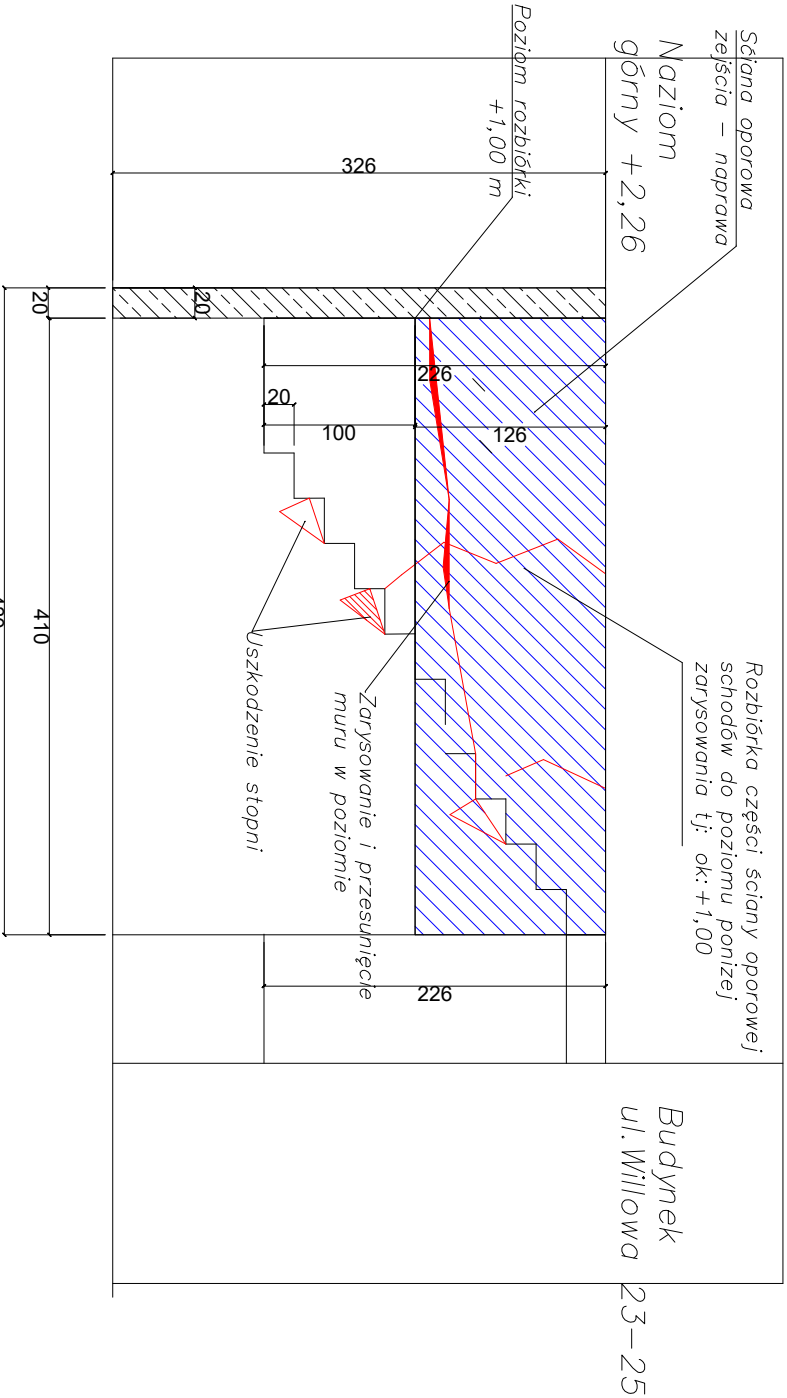 Sćiana oporowa
zejścia – naprawa
Naziom
górny +2,26
Poziom rozbiórki
+1,00 m
Rozbiórka części ściany oporowej
schodów do poziomu ponizej
zarysowania tj: ok: +1,00
Budynek
ul.Willowa 23–25
Zarysowanie i przesunięcie
muru w poziomie
Uszkodzenie stopni
326
20
226
126
100
20
226
20
410